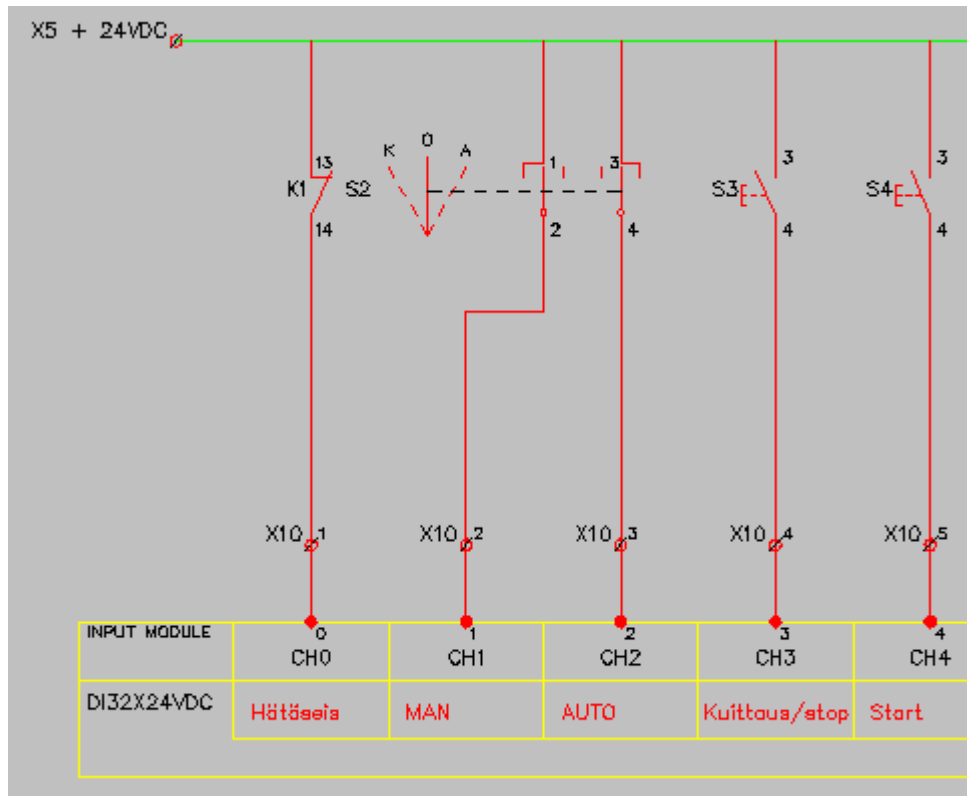 X5 + 24VDC
K 0 A
13 1 3 3 3
K1 S2 S3 S4
14 2 4 4 4
X10 1 X10 2 X10 3 X10 4 X10 5
INPUT MODULE 0 1 2 3 4
CH0 CH1 CH2 CH3 CH4
DI32X24VDC Hätäseis MAN AUTO Kuittaus/stop Start